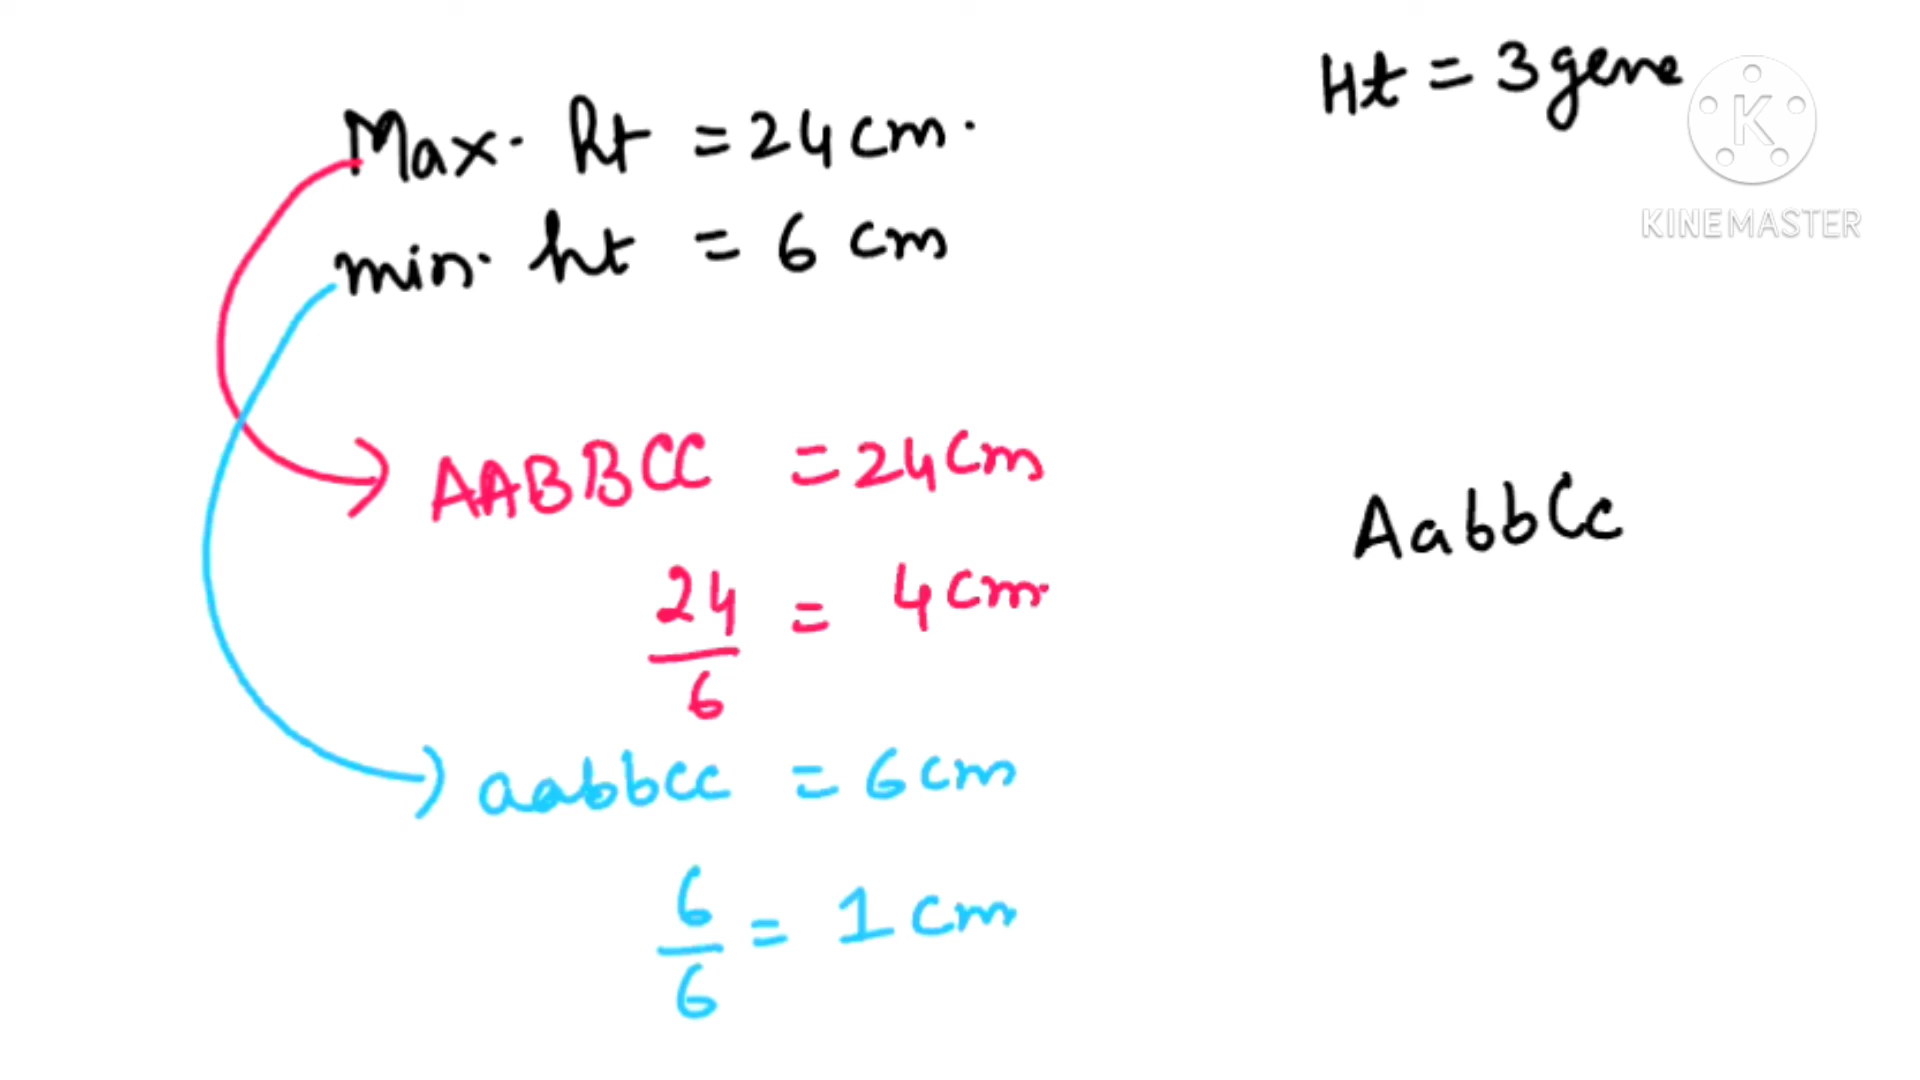 Ht = 3 gene
Max. ht = 24 cm.
min. ht = 6 cm
AABBCC = 24 cm
24/6 = 4 cm.
aabbcc = 6 cm
6/6 = 1 cm
AabbCc
K
KINEMASTER